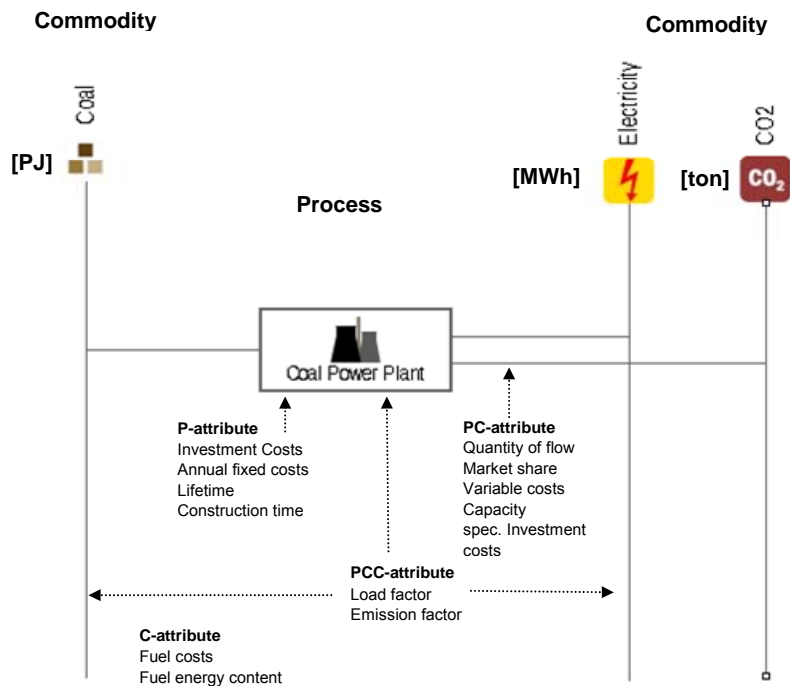 Commodity
Commodity
Coal
Electricity
CO2
[PJ]
[MWh]
[ton]
CO₂
Process
Coal Power Plant
P-attribute
Investment Costs
Annual fixed costs
Lifetime
Construction time
PC-attribute
Quantity of flow
Market share
Variable costs
Capacity
spec. Investment
costs
PCC-attribute
Load factor
Emission factor
C-attribute
Fuel costs
Fuel energy content